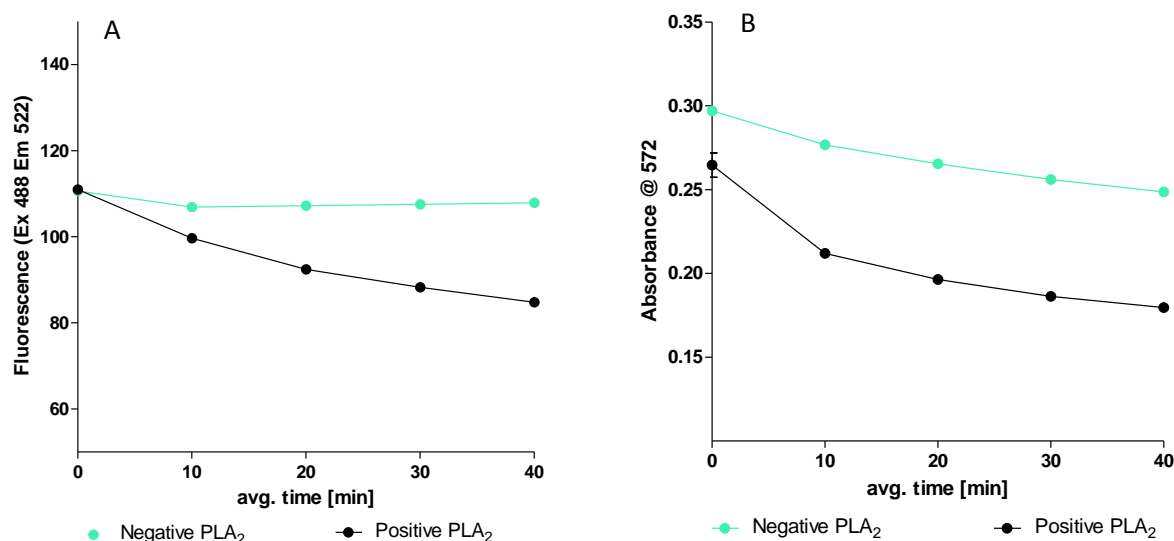 A
Fluorescence (Ex 488 Em 522)
140
120
100
80
60
0
10
20
30
40
avg. time [min]
Negative PLA₂
Positive PLA₂
B
Absorbance @ 572
0.35
0.30
0.25
0.20
0.15
0
10
20
30
40
avg. time [min]
Negative PLA₂
Positive PLA₂